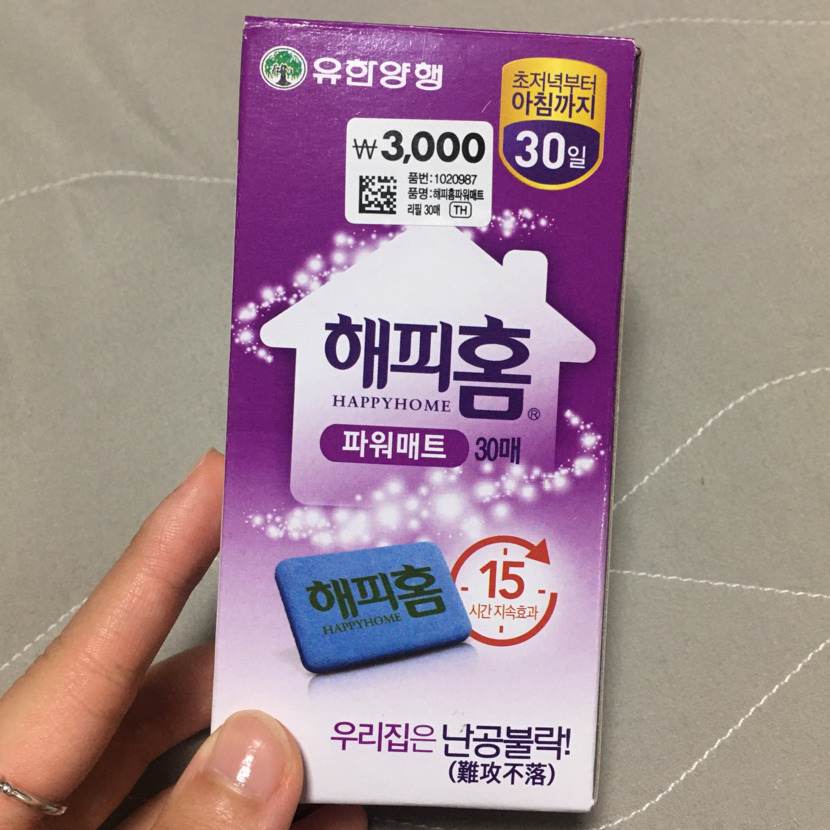 유한양행
초저녁부터
아침까지
30일
₩3,000
품번:1020987
품명:해피홈파워매트
리필 30매 TH
해피홈®
HAPPYHOME
파워매트 30매
해피홈
HAPPYHOME
15
시간 지속효과
우리집은 난공불락!
(難攻不落)